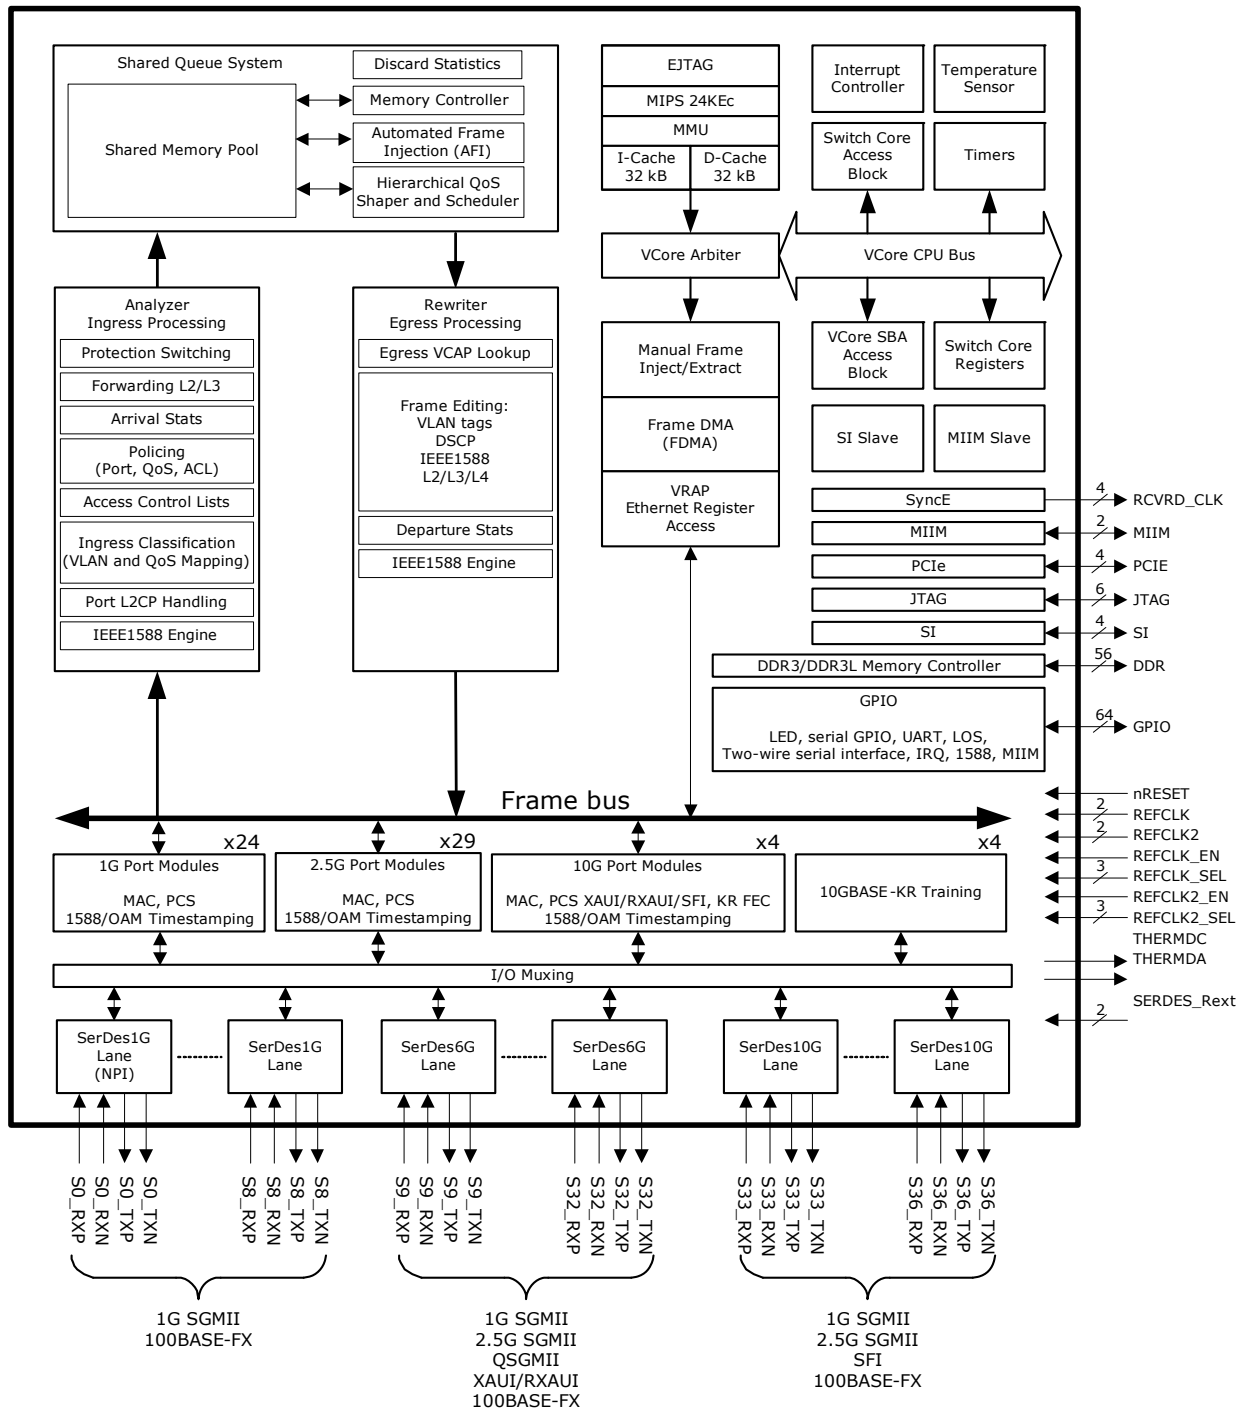 Shared Queue System
Discard Statistics
Shared Memory Pool
Memory Controller
Automated Frame
Injection (AFI)
Hierarchical QoS
Shaper and Scheduler
EJTAG
MIPS 24KEc
MMU
I-Cache
32 kB
D-Cache
32 kB
Interrupt
Controller
Temperature
Sensor
Switch Core
Access
Block
Timers
VCore Arbiter
VCore CPU Bus
Analyzer
Ingress Processing
Protection Switching
Forwarding L2/L3
Arrival Stats
Policing
(Port, QoS, ACL)
Access Control Lists
Ingress Classification
(VLAN and QoS Mapping)
Port L2CP Handling
IEEE1588 Engine
Rewriter
Egress Processing
Egress VCAP Lookup
Frame Editing:
VLAN tags
DSCP
IEEE1588
L2/L3/L4
Departure Stats
IEEE1588 Engine
Manual Frame
Inject/Extract
Frame DMA
(FDMA)
VRAP
Ethernet Register
Access
VCore SBA
Access
Block
Switch Core
Registers
SI Slave
MIIM Slave
SyncE
4
RCVRD_CLK
MIIM
2
MIIM
PCIe
4
PCIE
JTAG
6
JTAG
SI
4
SI
DDR3/DDR3L Memory Controller
56
DDR
GPIO
LED, serial GPIO, UART, LOS,
Two-wire serial interface, IRQ, 1588, MIIM
64
GPIO
nRESET
2
REFCLK
2
REFCLK2
REFCLK_EN
3
REFCLK_SEL
REFCLK2_EN
3
REFCLK2_SEL
THERMDC
THERMDA
2
SERDES_Rext
Frame bus
x24
1G Port Modules
MAC, PCS
1588/OAM Timestamping
x29
2.5G Port Modules
MAC, PCS
1588/OAM Timestamping
x4
10G Port Modules
MAC, PCS XAUI/RXAUI/SFI, KR FEC
1588/OAM Timestamping
x4
10GBASE-KR Training
I/O Muxing
SerDes1G
Lane
(NPI)
SerDes1G
Lane
SerDes6G
Lane
SerDes6G
Lane
SerDes10G
Lane
SerDes10G
Lane
S0_RXP
S0_RXN
S0_TXP
S0_TXN
S8_RXP
S8_RXN
S8_TXP
S8_TXN
S9_RXP
S9_RXN
S9_TXP
S9_TXN
S32_RXP
S32_RXN
S32_TXP
S32_TXN
S33_RXP
S33_RXN
S33_TXP
S33_TXN
S36_RXP
S36_RXN
S36_TXP
S36_TXN
1G SGMII
100BASE-FX
1G SGMII
2.5G SGMII
QSGMII
XAUI/RXAUI
100BASE-FX
1G SGMII
2.5G SGMII
SFI
100BASE-FX